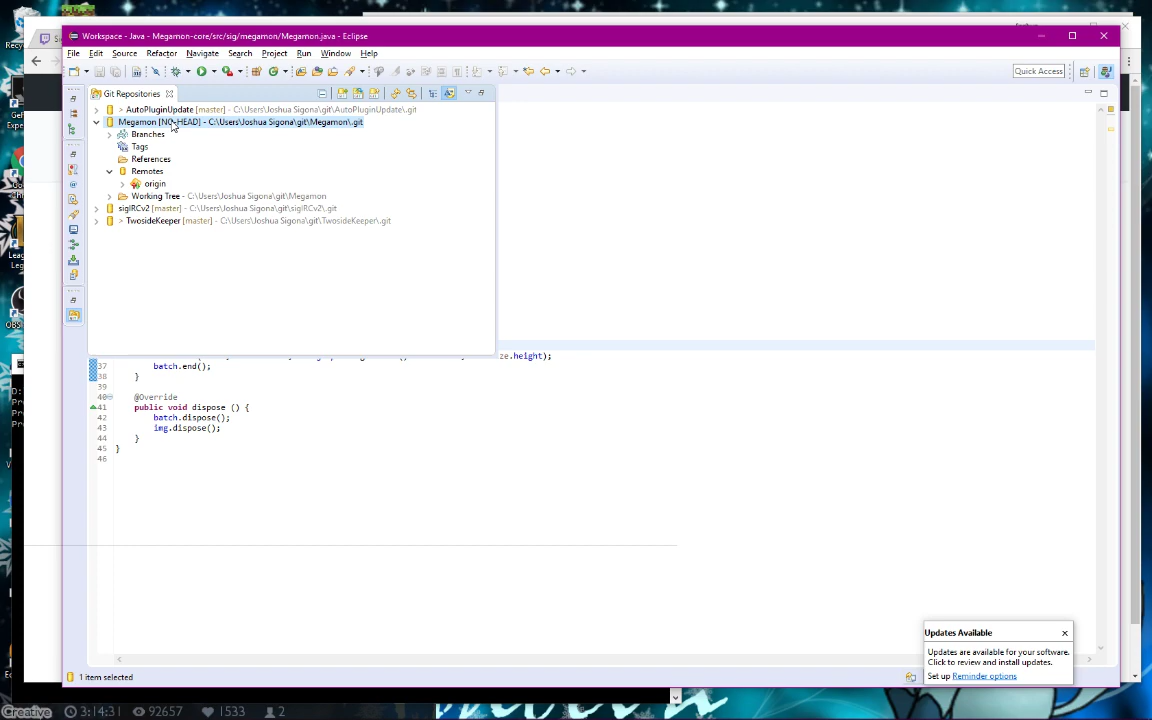 Workspace - Java - Megamon-core/src/sig/megamon/Megamon.java - Eclipse
File Edit Source Refactor Navigate Search Project Run Window Help
Quick Access
Git Repositories
> AutoPluginUpdate [master] - C:\Users\Joshua Sigona\git\AutoPluginUpdate\.git
Megamon [NO-HEAD] - C:\Users\Joshua Sigona\git\Megamon\.git
Branches
Tags
References
Remotes
origin
Working Tree - C:\Users\Joshua Sigona\git\Megamon
sigIRCv2 [master] - C:\Users\Joshua Sigona\git\sigIRCv2\.git
> TwosideKeeper [master] - C:\Users\Joshua Sigona\git\TwosideKeeper\.git
ze.height);
37 batch.end();
38 }
39
40 @Override
41 public void dispose () {
42 batch.dispose();
43 img.dispose();
44 }
45 }
46
Updates Available
Updates are available for your software.
Click to review and install updates.
Set up Reminder options
1 item selected
Creative 3:14:31 92657 1533 2